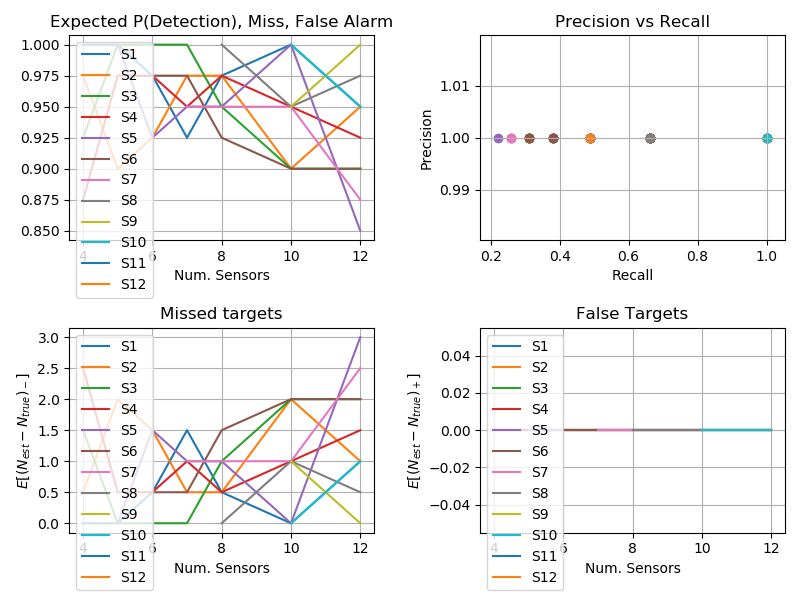 Expected P(Detection), Miss, False Alarm
1.000
0.975
0.950
0.925
0.900
0.875
0.850
S1
S2
S3
S4
S5
S6
S7
S8
S9
S10
S11
S12
4 6 8 10 12
Num. Sensors
Precision vs Recall
Precision
1.01
1.00
0.99
0.2 0.4 0.6 0.8 1.0
Recall
Missed targets
E[(N_est − N_true)_−]
3.0
2.5
2.0
1.5
1.0
0.5
0.0
S1
S2
S3
S4
S5
S6
S7
S8
S9
S10
S11
S12
4 6 8 10 12
Num. Sensors
False Targets
E[(N_est − N_true)_+]
0.04
0.02
0.00
−0.02
−0.04
S1
S2
S3
S4
S5
S6
S7
S8
S9
S10
S11
S12
4 6 8 10 12
Num. Sensors